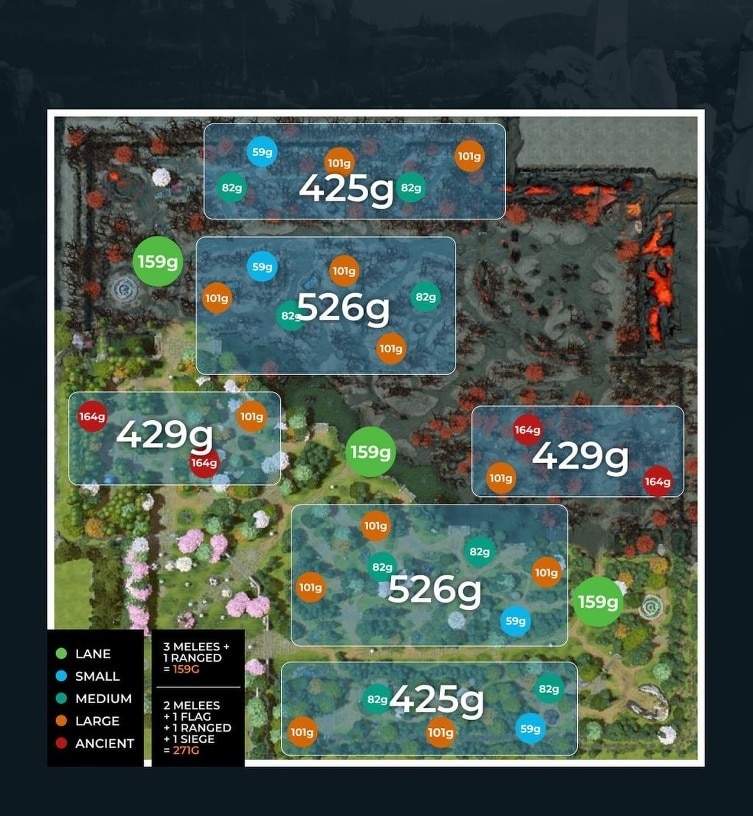 59g
101g
101g
82g
425g
82g
159g
59g
101g
101g
82g
82g
526g
101g
164g
101g
429g
164g
164g
429g
101g
164g
159g
101g
82g
82g
101g
101g
526g
59g
159g
82g
425g
82g
101g
101g
59g
LANE
SMALL
MEDIUM
LARGE
ANCIENT
3 MELEES +
1 RANGED
= 159G
2 MELEES
+ 1 FLAG
+ 1 RANGED
+ 1 SIEGE
= 271G